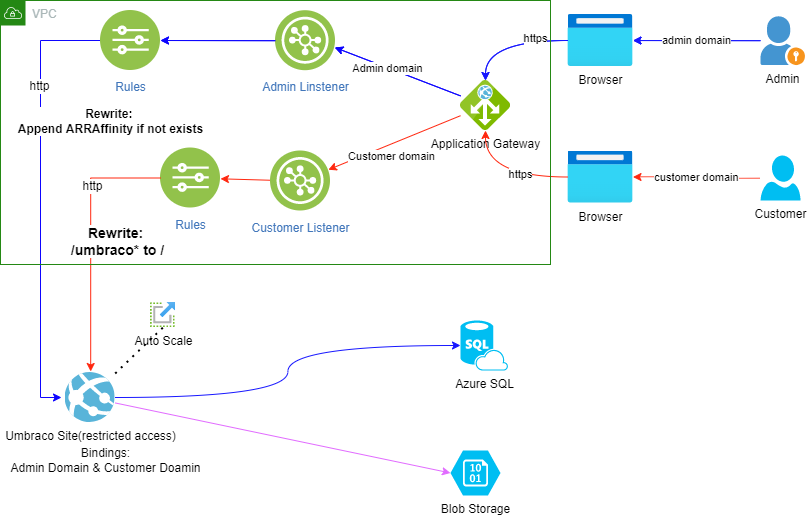 VPC
Rules
Admin Linstener
Admin domain
https
Browser
admin domain
Admin
http
Rewrite:
Append ARRAffinity if not exists
Application Gateway
Customer domain
https
Browser
customer domain
Customer
http
Rules
Customer Listener
Rewrite:
/umbraco* to /
Auto Scale
SQL
Azure SQL
Umbraco Site(restricted access)
Bindings:
Admin Domain & Customer Doamin
10
01
Blob Storage